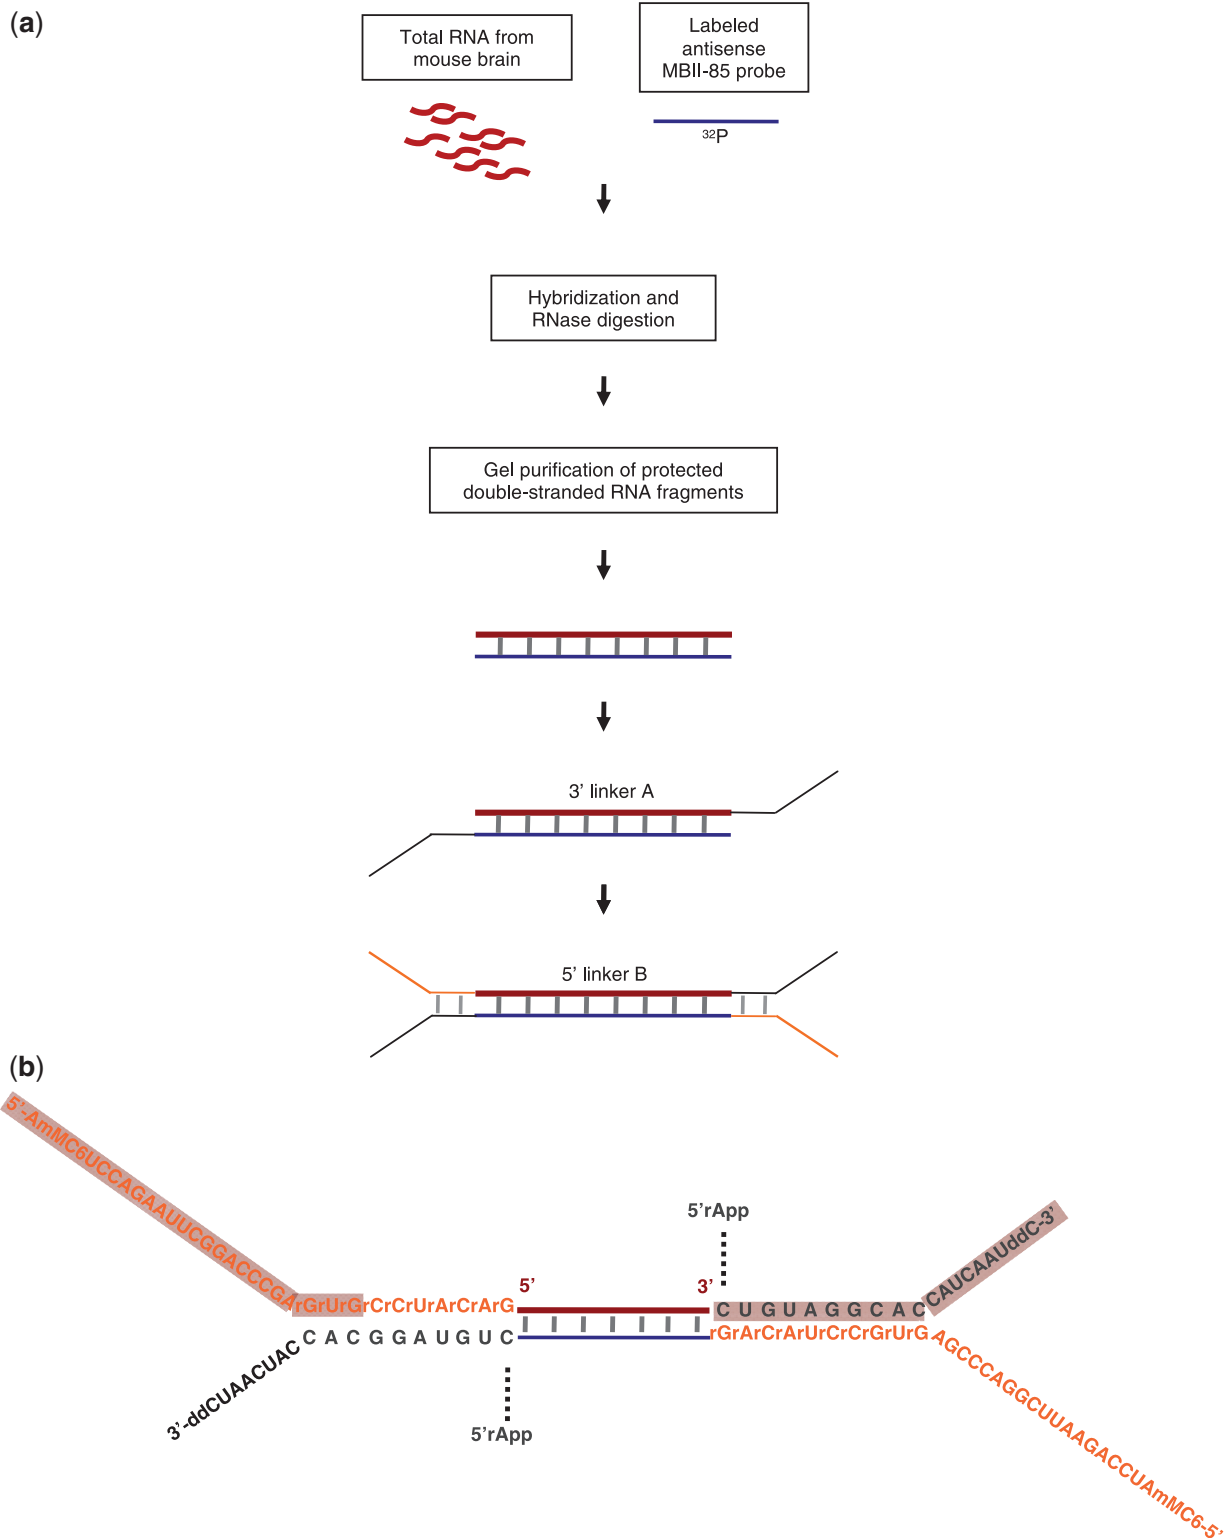 (a)
Total RNA from
mouse brain
Labeled
antisense
MBII-85 probe
32P
Hybridization and
RNase digestion
Gel purification of protected
double-stranded RNA fragments
3' linker A
5' linker B
(b)
5'-AmMC6UCCAGAAUUCGGACCCGA
rGrUrGrCrCrUrArCrArG
5'
3'
5'rApp
CUGUAGGCAC
CAUCAAUddC-3'
3'-ddCUAACUAC
CACGGAUGUC
rGrArCrArUrCrCrGrUrG
AGCCCAGGCUUAAGACCUAmMC6-5'
5'rApp